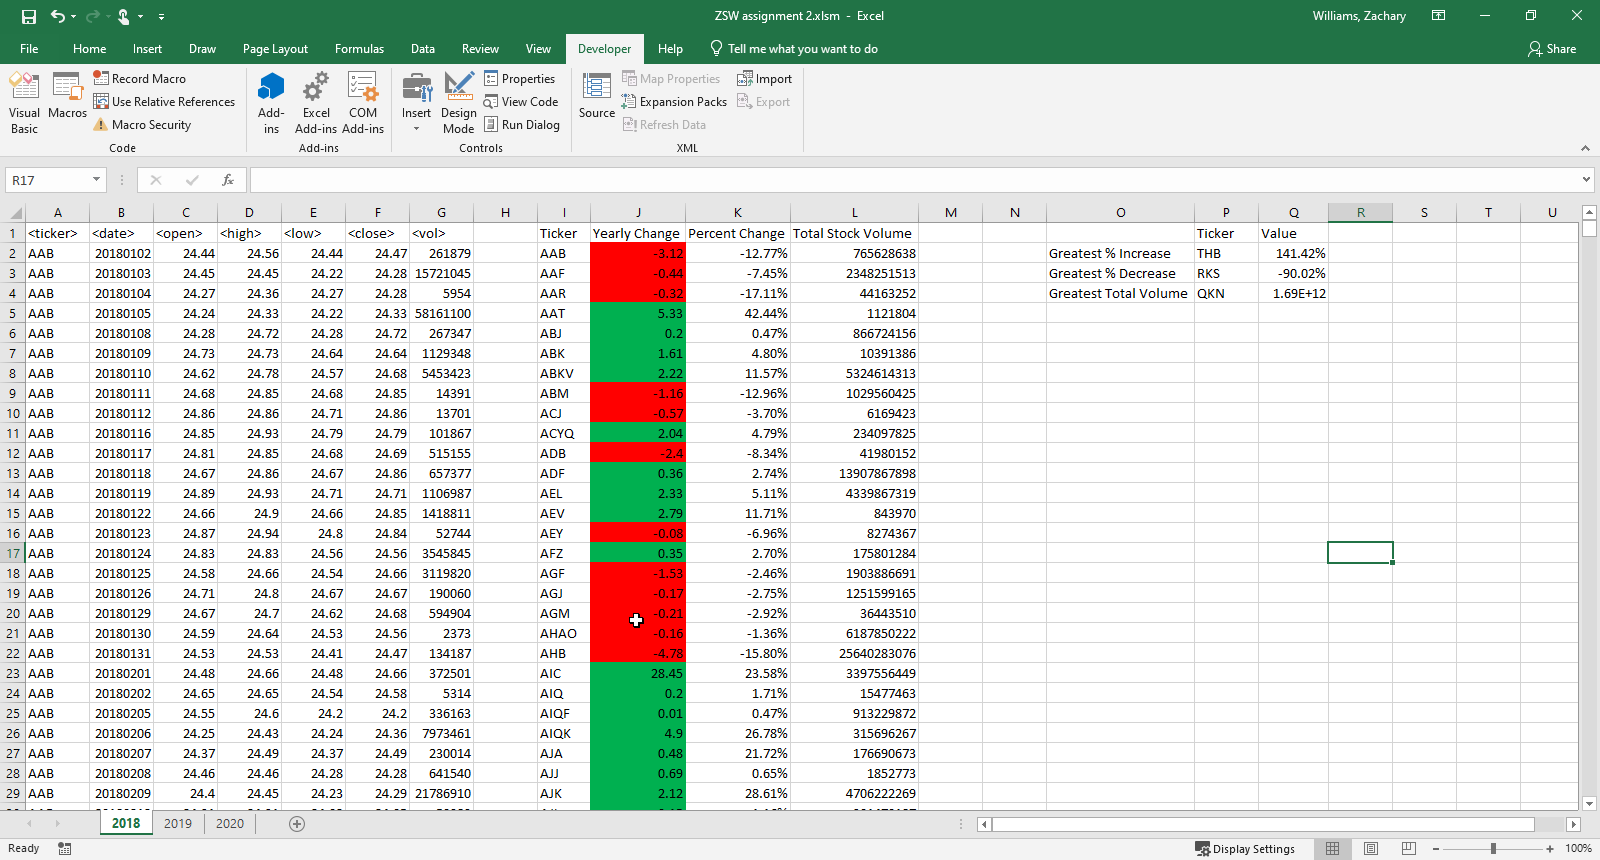 ZSW assignment 2.xlsm - Excel
Williams, Zachary
File Home Insert Draw Page Layout Formulas Data Review View Developer Help Tell me what you want to do Share
Visual Basic
Macros
Record Macro
Use Relative References
Macro Security
Code
Add-ins
Excel Add-ins
COM Add-ins
Add-ins
Insert
Design Mode
Properties
View Code
Run Dialog
Controls
Source
Map Properties
Expansion Packs
Refresh Data
Import
Export
XML
R17 fx
A B C D E F G H I J K L M N O P Q R S T U
1 <ticker> <date> <open> <high> <low> <close> <vol> Ticker Yearly Change Percent Change Total Stock Volume Ticker Value
2 AAB 20180102 24.44 24.56 24.44 24.47 261879 AAB -3.12 -12.77% 765628638 Greatest % Increase THB 141.42%
3 AAB 20180103 24.45 24.45 24.22 24.28 15721045 AAF -0.44 -7.45% 2348251513 Greatest % Decrease RKS -90.02%
4 AAB 20180104 24.27 24.36 24.27 24.28 5954 AAR -0.32 -17.11% 44163252 Greatest Total Volume QKN 1.69E+12
5 AAB 20180105 24.24 24.33 24.22 24.33 58161100 AAT 5.33 42.44% 1121804
6 AAB 20180108 24.28 24.72 24.28 24.72 267347 ABJ 0.2 0.47% 866724156
7 AAB 20180109 24.73 24.73 24.64 24.64 1129348 ABK 1.61 4.80% 10391386
8 AAB 20180110 24.62 24.78 24.57 24.68 5453423 ABKV 2.22 11.57% 5324614313
9 AAB 20180111 24.68 24.85 24.68 24.85 14391 ABM -1.16 -12.96% 1029560425
10 AAB 20180112 24.86 24.86 24.71 24.86 13701 ACJ -0.57 -3.70% 6169423
11 AAB 20180116 24.85 24.93 24.79 24.79 101867 ACYQ 2.04 4.79% 234097825
12 AAB 20180117 24.81 24.85 24.68 24.69 515155 ADB -2.4 -8.34% 41980152
13 AAB 20180118 24.67 24.86 24.67 24.86 657377 ADF 0.36 2.74% 13907867898
14 AAB 20180119 24.89 24.93 24.71 24.71 1106987 AEL 2.33 5.11% 4339867319
15 AAB 20180122 24.66 24.9 24.66 24.85 1418811 AEV 2.79 11.71% 843970
16 AAB 20180123 24.87 24.94 24.8 24.84 52744 AEY -0.08 -6.96% 8274367
17 AAB 20180124 24.83 24.83 24.56 24.56 3545845 AFZ 0.35 2.70% 175801284
18 AAB 20180125 24.58 24.66 24.54 24.66 3119820 AGF -1.53 -2.46% 1903886691
19 AAB 20180126 24.71 24.8 24.67 24.67 190060 AGJ -0.17 -2.75% 1251599165
20 AAB 20180129 24.67 24.7 24.62 24.68 594904 AGM -0.21 -2.92% 36443510
21 AAB 20180130 24.59 24.64 24.53 24.56 2373 AHAO -0.16 -1.36% 6187850222
22 AAB 20180131 24.53 24.53 24.41 24.47 134187 AHB -4.78 -15.80% 25640283076
23 AAB 20180201 24.48 24.66 24.48 24.66 372501 AIC 28.45 23.58% 3397556449
24 AAB 20180202 24.65 24.65 24.54 24.58 5314 AIQ 0.2 1.71% 15477463
25 AAB 20180205 24.55 24.6 24.2 24.2 336163 AIQF 0.01 0.47% 913229872
26 AAB 20180206 24.25 24.43 24.24 24.36 7973461 AIQK 4.9 26.78% 315696267
27 AAB 20180207 24.37 24.49 24.37 24.49 230014 AJA 0.48 21.72% 176690673
28 AAB 20180208 24.46 24.46 24.28 24.28 641540 AJJ 0.69 0.65% 1852773
29 AAB 20180209 24.4 24.45 24.23 24.29 21786910 AJK 2.12 28.61% 4706222269
2018 2019 2020
Ready Display Settings 100%